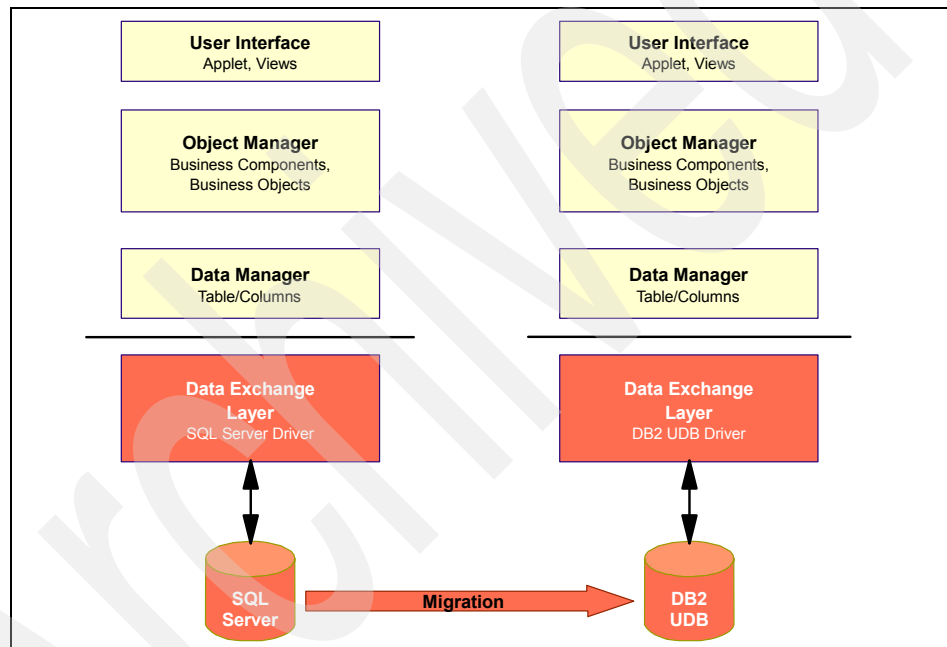 User Interface
Applet, Views
Object Manager
Business Components,
Business Objects
Data Manager
Table/Columns
Data Exchange
Layer
SQL Server Driver
SQL
Server
User Interface
Applet, Views
Object Manager
Business Components,
Business Objects
Data Manager
Table/Columns
Data Exchange
Layer
DB2 UDB Driver
DB2
UDB
Migration
Archived